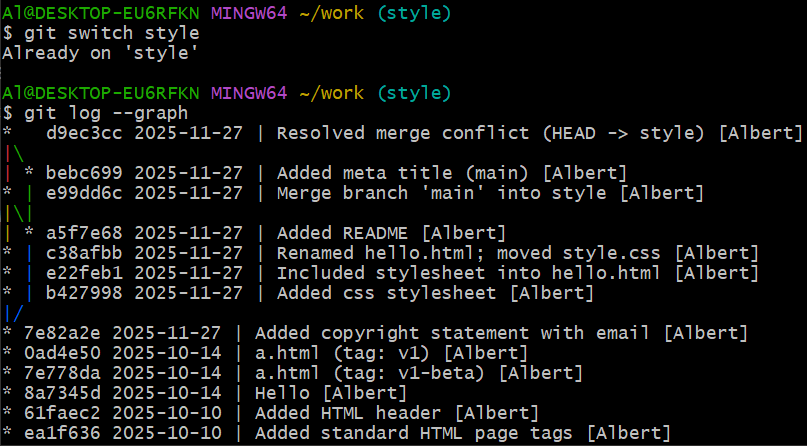 Al@DESKTOP-EU6RFKN MINGW64 ~/work (style)
$ git switch style
Already on 'style'

Al@DESKTOP-EU6RFKN MINGW64 ~/work (style)
$ git log --graph
*   d9ec3cc 2025-11-27 | Resolved merge conflict (HEAD -> style) [Albert]
|\
| * bebc699 2025-11-27 | Added meta title (main) [Albert]
* | e99dd6c 2025-11-27 | Merge branch 'main' into style [Albert]
|\|
| * a5f7e68 2025-11-27 | Added README [Albert]
* | c38afbb 2025-11-27 | Renamed hello.html; moved style.css [Albert]
* | e22feb1 2025-11-27 | Included stylesheet into hello.html [Albert]
* | b427998 2025-11-27 | Added css stylesheet [Albert]
|/
* 7e82a2e 2025-11-27 | Added copyright statement with email [Albert]
* 0ad4e50 2025-10-14 | a.html (tag: v1) [Albert]
* 7e778da 2025-10-14 | a.html (tag: v1-beta) [Albert]
* 8a7345d 2025-10-14 | Hello [Albert]
* 61faec2 2025-10-10 | Added HTML header [Albert]
* ea1f636 2025-10-10 | Added standard HTML page tags [Albert]